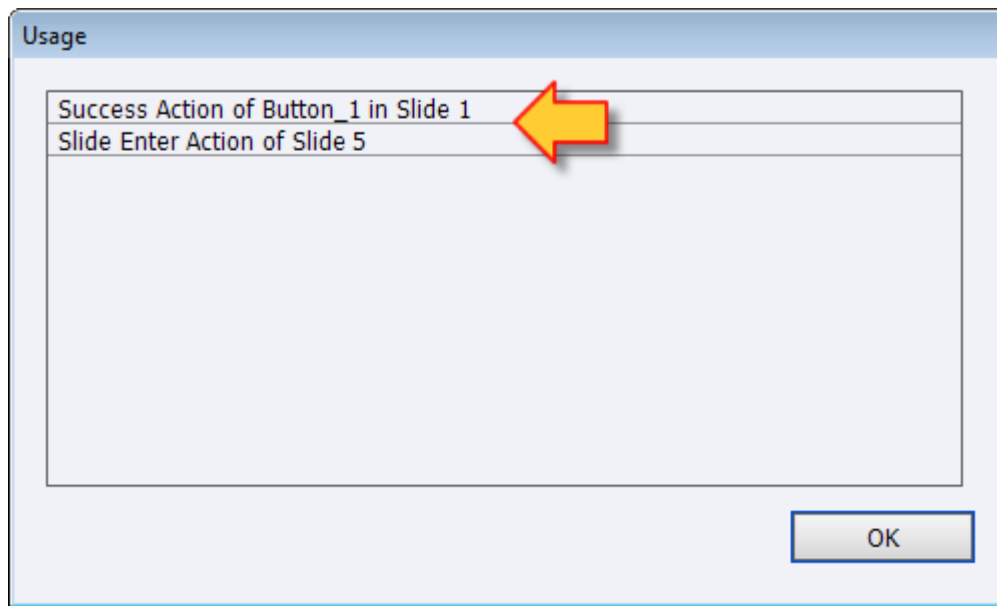 Usage
Success Action of Button_1 in Slide 1
Slide Enter Action of Slide 5
OK